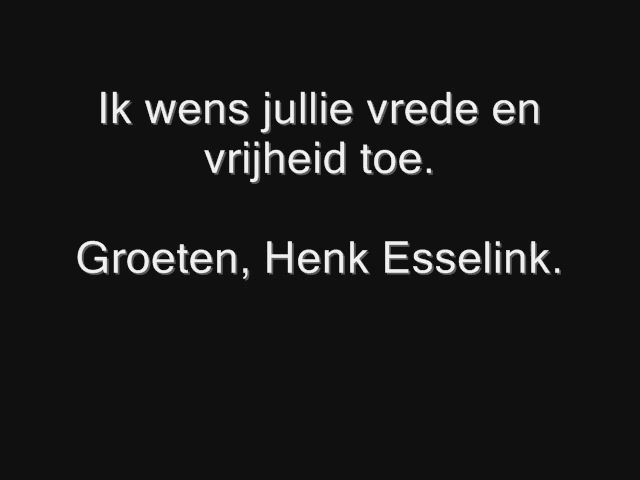 Ik wens jullie vrede en
vrijheid toe.
Groeten, Henk Esselink.